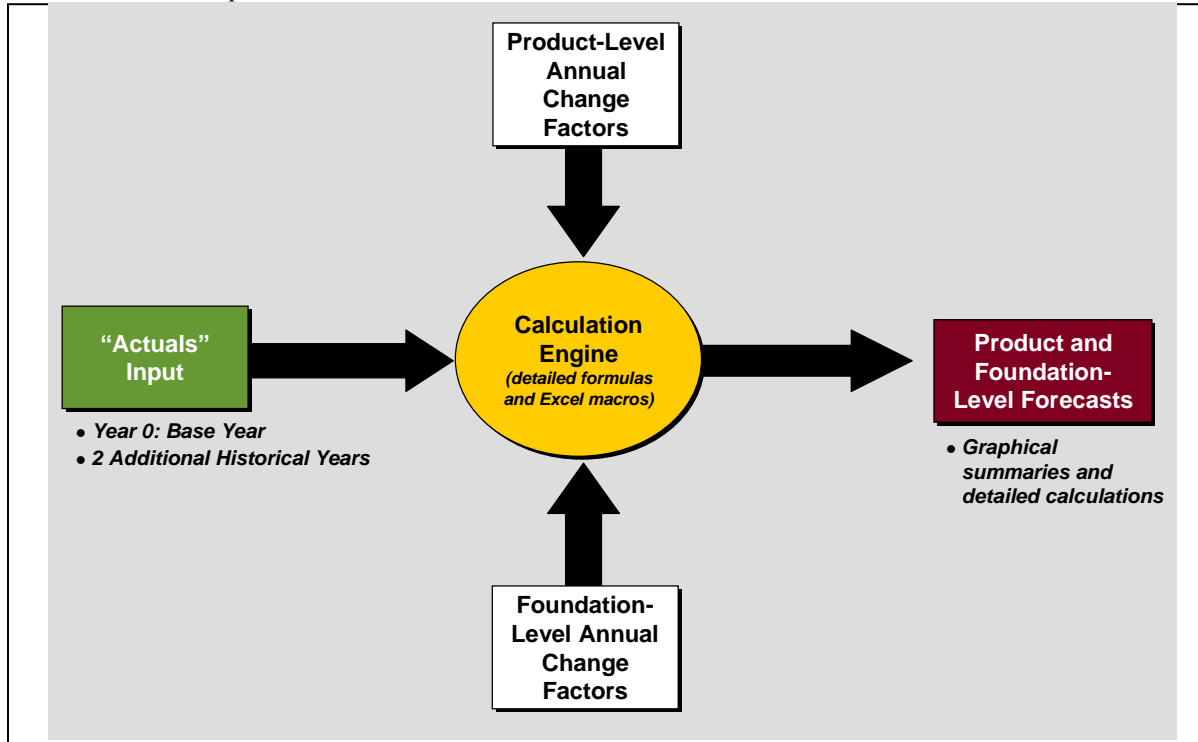 Product-Level
Annual
Change
Factors
“Actuals”
Input
• Year 0: Base Year
• 2 Additional Historical Years
Calculation
Engine
(detailed formulas
and Excel macros)
Product and
Foundation-
Level Forecasts
• Graphical
summaries and
detailed calculations
Foundation-
Level Annual
Change
Factors